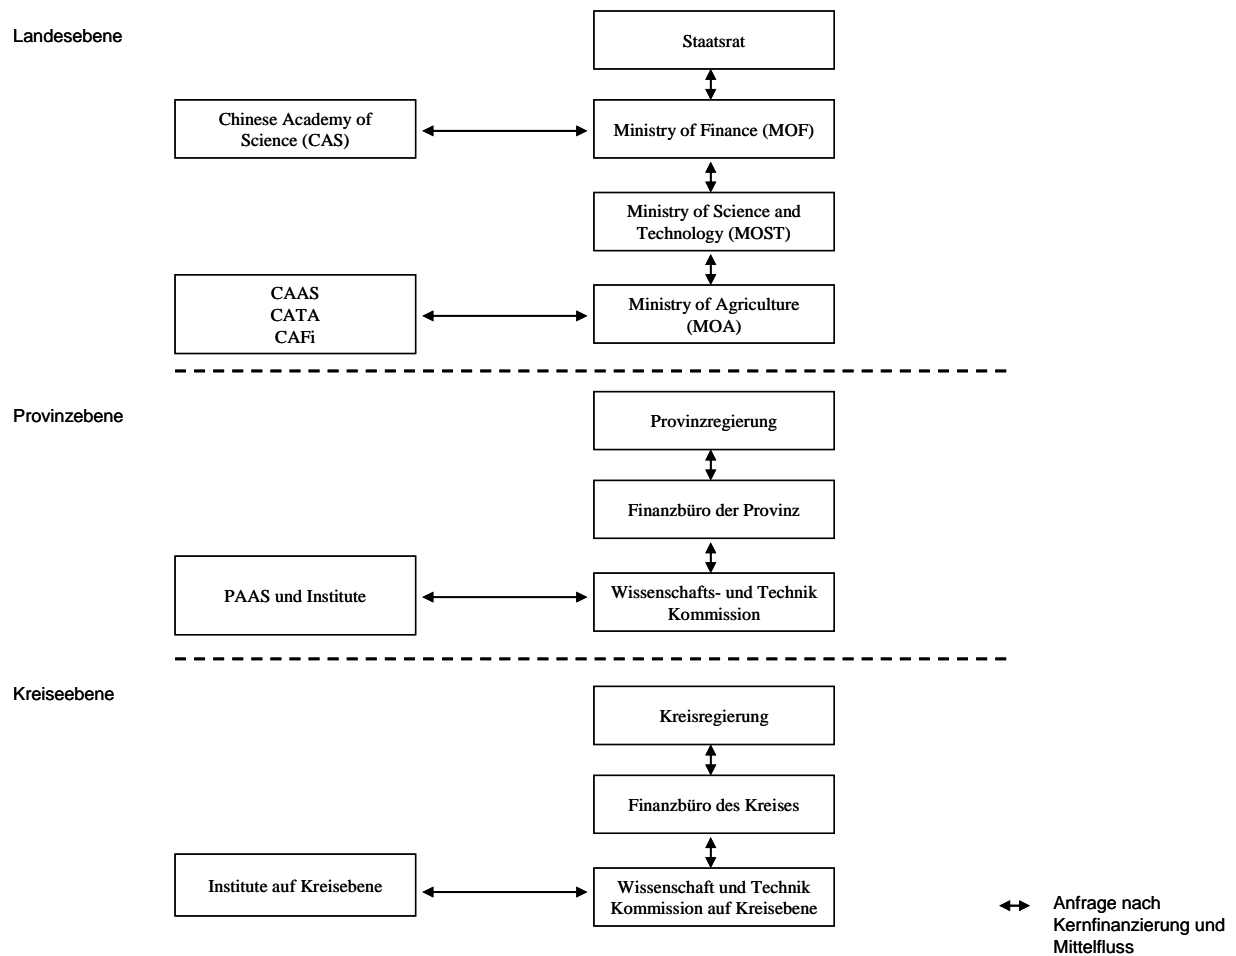 Landesebene
Staatsrat
Chinese Academy of
Science (CAS)
Ministry of Finance (MOF)
Ministry of Science and
Technology (MOST)
CAAS
CATA
CAFi
Ministry of Agriculture
(MOA)
Provinzebene
Provinzregierung
Finanzbüro der Provinz
PAAS und Institute
Wissenschafts- und Technik
Kommission
Kreiseebene
Kreisregierung
Finanzbüro des Kreises
Institute auf Kreisebene
Wissenschaft und Technik
Kommission auf Kreisebene
Anfrage nach
Kernfinanzierung und
Mittelfluss